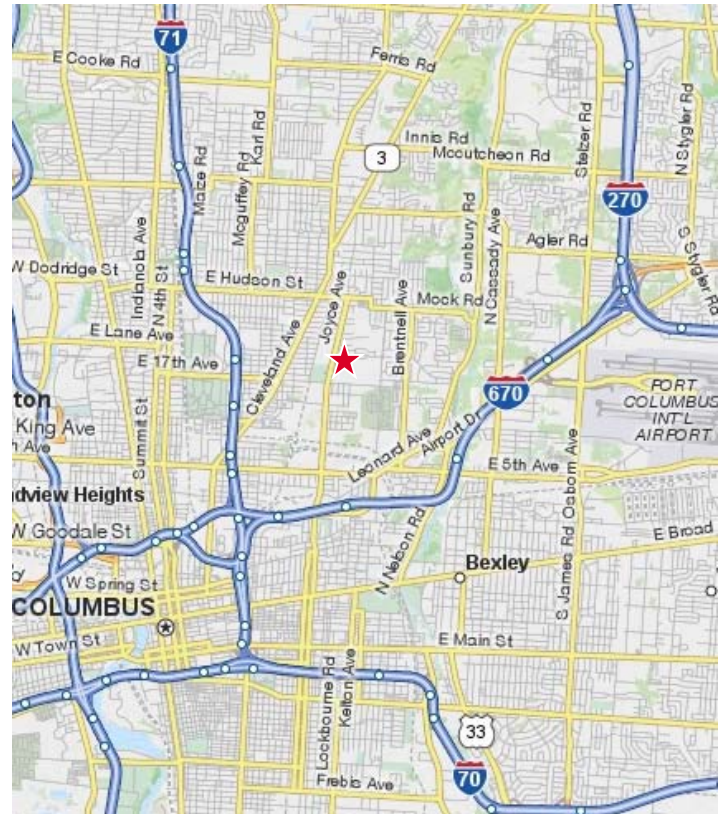 71
E Cooke Rd
Ferris Rd
Karl Rd
Innis Rd
3
Mccutcheon Rd
Stelzer Rd
N Stygler Rd
Maize Rd
Mcguffey Rd
270
Sunbury Rd
N Cassady Ave
Agler Rd
S Stygler Rd
Indianola Ave
N 4th St
W Dodridge St
E Hudson St
Joyce Ave
Mock Rd
Brentnell Ave
E Lane Ave
E 17th Ave
Cleveland Ave
670
PORT
COLUMBUS
INT'L
AIRPORT
ton
King Ave
h Ave
Summit St
Leonard Ave
Airport Dr
E 5th Ave
S James Rd Osborn Ave
ndview Heights
W Goodale St
N Nelson Rd
E Broad
Bexley
W Spring St
COLUMBUS
W Town St
E Main St
Lockbourne Rd
Kelton Ave
33
70
Frebis Ave